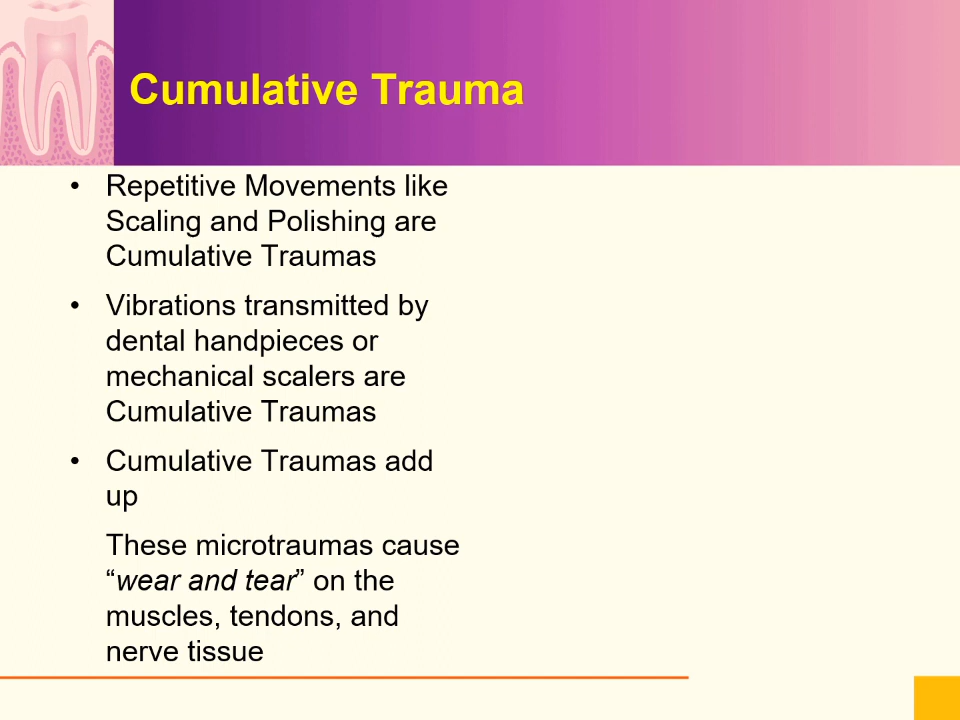 Cumulative Trauma
• Repetitive Movements like
Scaling and Polishing are
Cumulative Traumas
• Vibrations transmitted by
dental handpieces or
mechanical scalers are
Cumulative Traumas
• Cumulative Traumas add
up
These microtraumas cause
“wear and tear” on the
muscles, tendons, and
nerve tissue